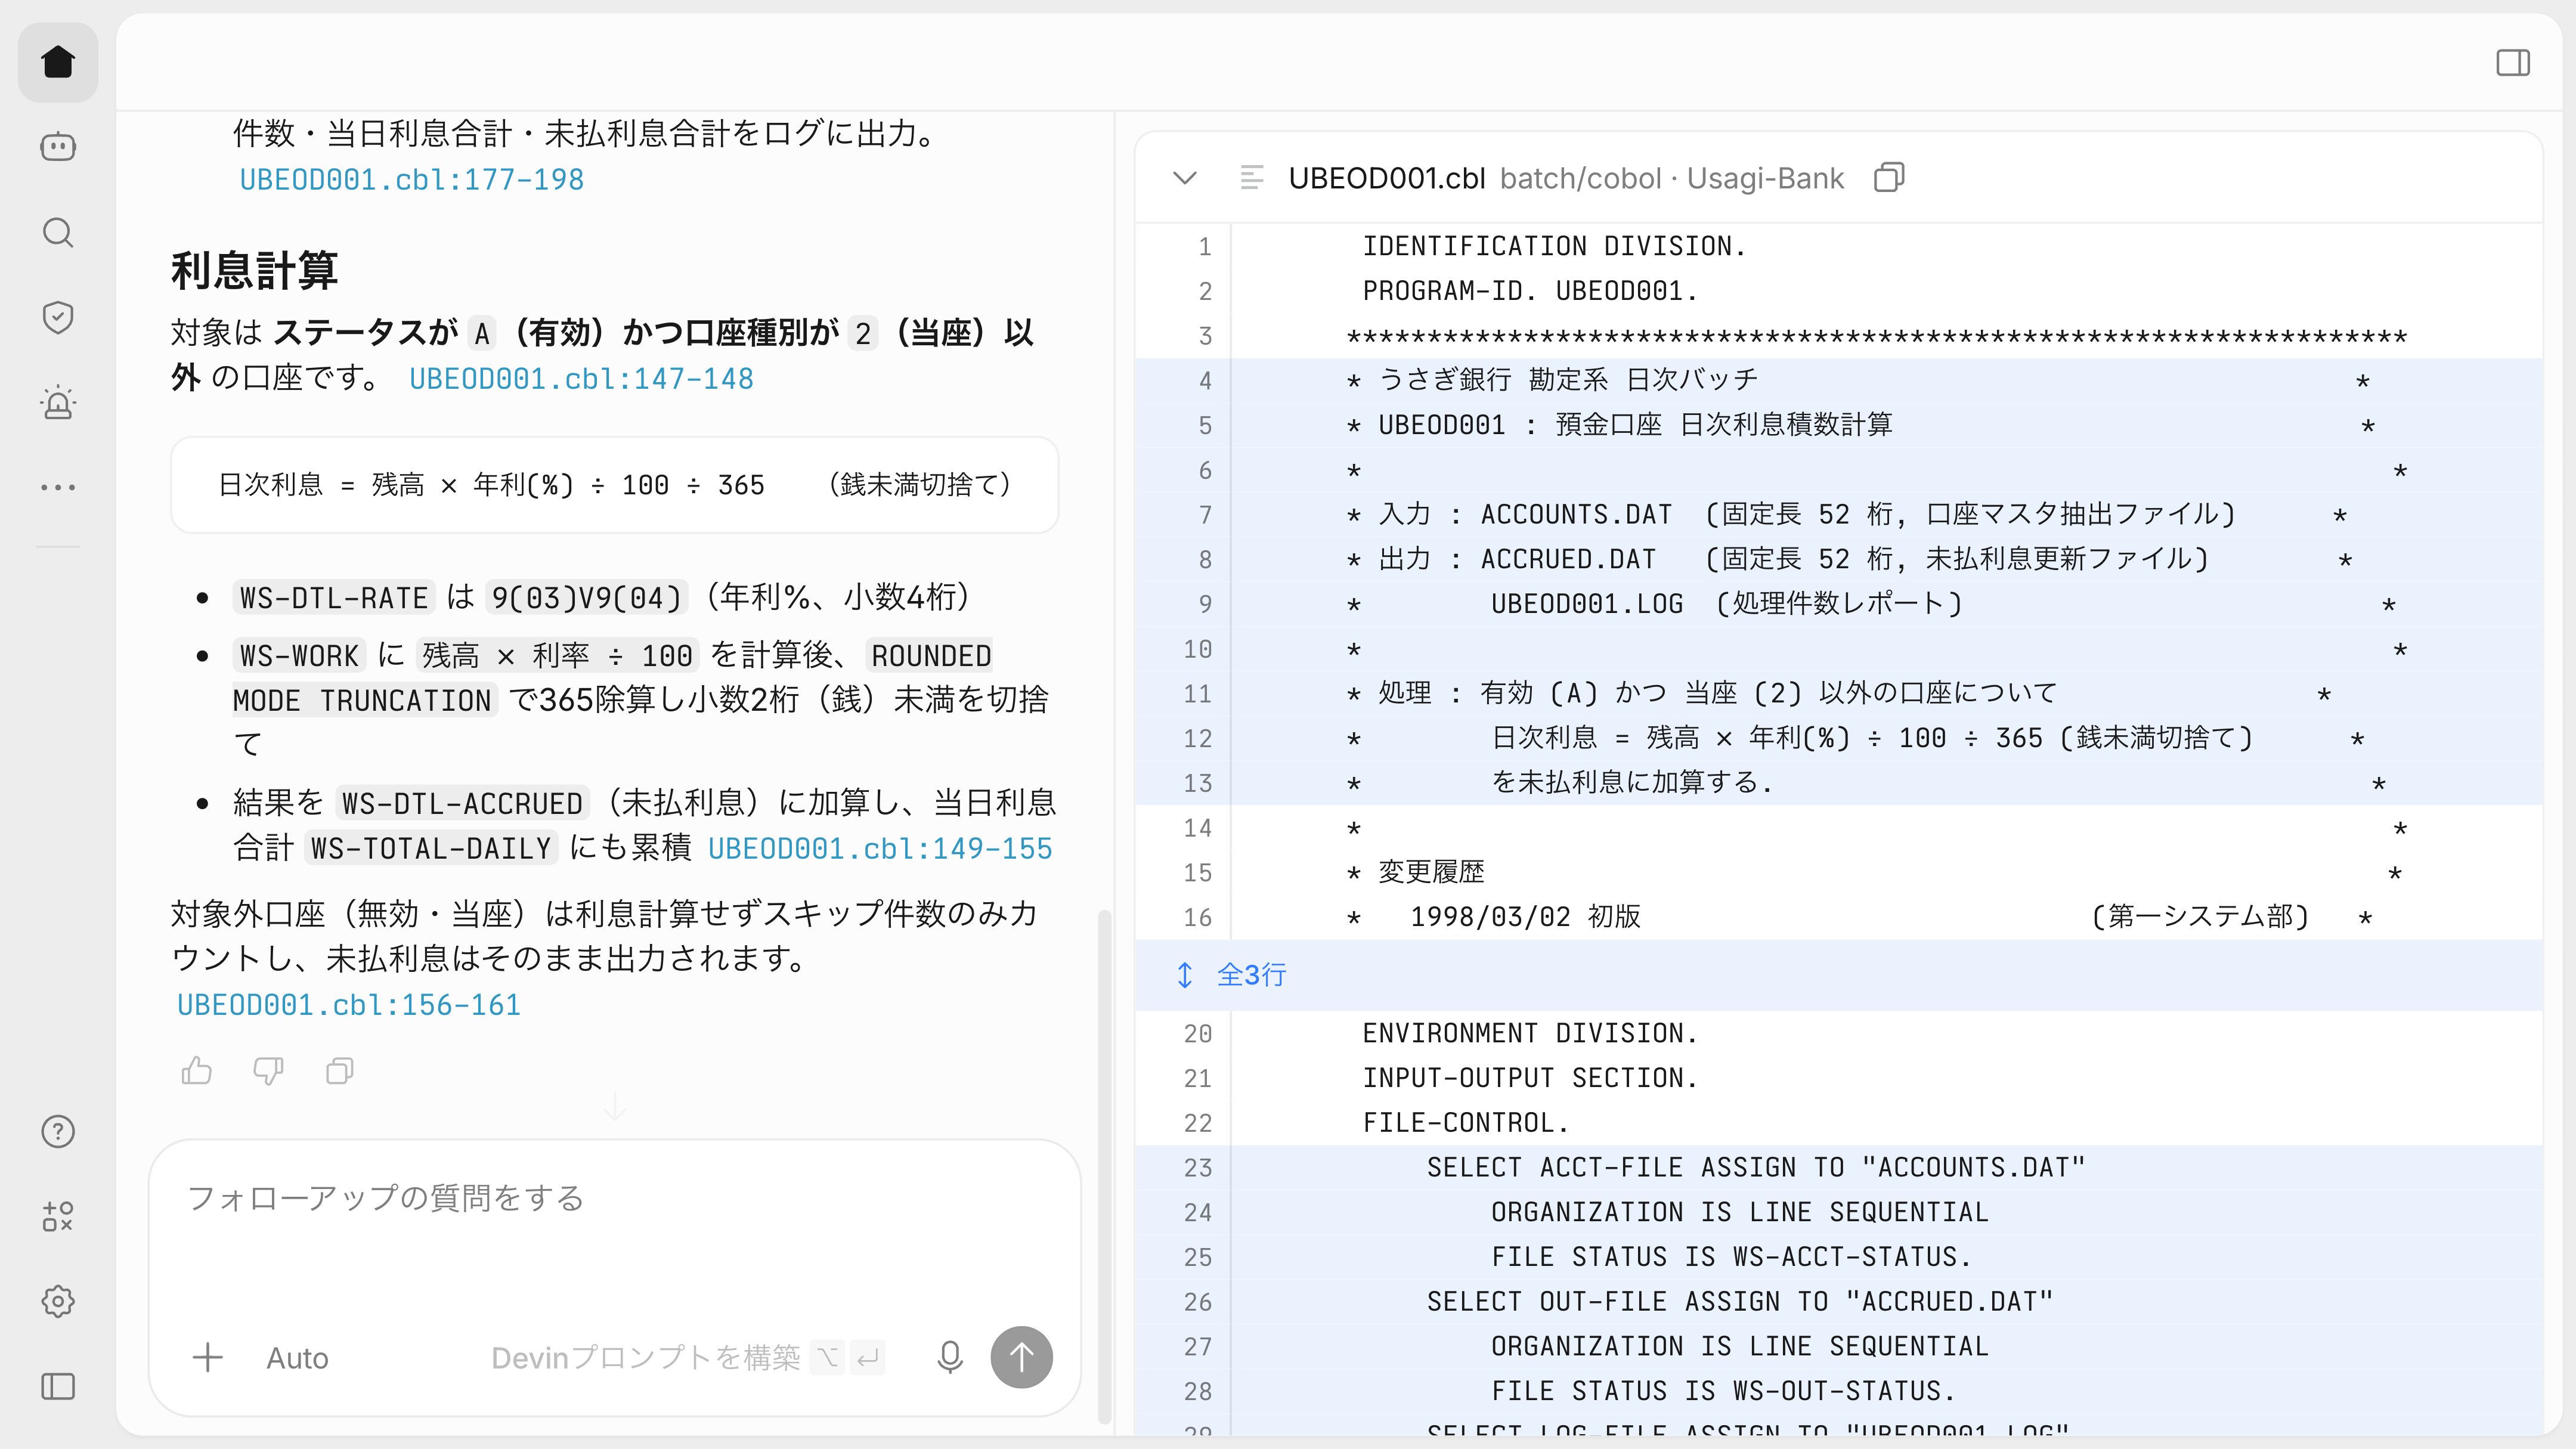 件数・当日利息合計・未払利息合計をログに出力。
UBEOD001.cbl:177-198
利息計算
対象は ステータスが A（有効）かつ口座種別が 2（当座）以
外 の口座です。 UBEOD001.cbl:147-148
日次利息 = 残高 × 年利(%) ÷ 100 ÷ 365 （銭未満切捨て）
• WS-DTL-RATE は 9(03)V9(04)（年利%、小数4桁）
• WS-WORK に 残高 × 利率 ÷ 100 を計算後、ROUNDED
MODE TRUNCATION で365除算し小数2桁（銭）未満を切捨
て
• 結果を WS-DTL-ACCRUED（未払利息）に加算し、当日利息
合計 WS-TOTAL-DAILY にも累積 UBEOD001.cbl:149-155
対象外口座（無効・当座）は利息計算せずスキップ件数のみカ
ウントし、未払利息はそのまま出力されます。
UBEOD001.cbl:156-161
フォローアップの質問をする
Auto Devinプロンプトを構築 ⌥ ↵
UBEOD001.cbl batch/cobol · Usagi-Bank
1 IDENTIFICATION DIVISION.
2 PROGRAM-ID. UBEOD001.
3 ******************************************************************
4 * うさぎ銀行 勘定系 日次バッチ *
5 * UBEOD001 : 預金口座 日次利息積数計算 *
6 * *
7 * 入力 : ACCOUNTS.DAT (固定長 52 桁, 口座マスタ抽出ファイル) *
8 * 出力 : ACCRUED.DAT (固定長 52 桁, 未払利息更新ファイル) *
9 * UBEOD001.LOG (処理件数レポート) *
10 * *
11 * 処理 : 有効 (A) かつ 当座 (2) 以外の口座について *
12 * 日次利息 = 残高 × 年利(%) ÷ 100 ÷ 365 (銭未満切捨て) *
13 * を未払利息に加算する. *
14 * *
15 * 変更履歴 *
16 * 1998/03/02 初版 (第一システム部) *
全3行
20 ENVIRONMENT DIVISION.
21 INPUT-OUTPUT SECTION.
22 FILE-CONTROL.
23 SELECT ACCT-FILE ASSIGN TO "ACCOUNTS.DAT"
24 ORGANIZATION IS LINE SEQUENTIAL
25 FILE STATUS IS WS-ACCT-STATUS.
26 SELECT OUT-FILE ASSIGN TO "ACCRUED.DAT"
27 ORGANIZATION IS LINE SEQUENTIAL
28 FILE STATUS IS WS-OUT-STATUS.
29 SELECT LOG-FILE ASSIGN TO "UBEOD001.LOG"